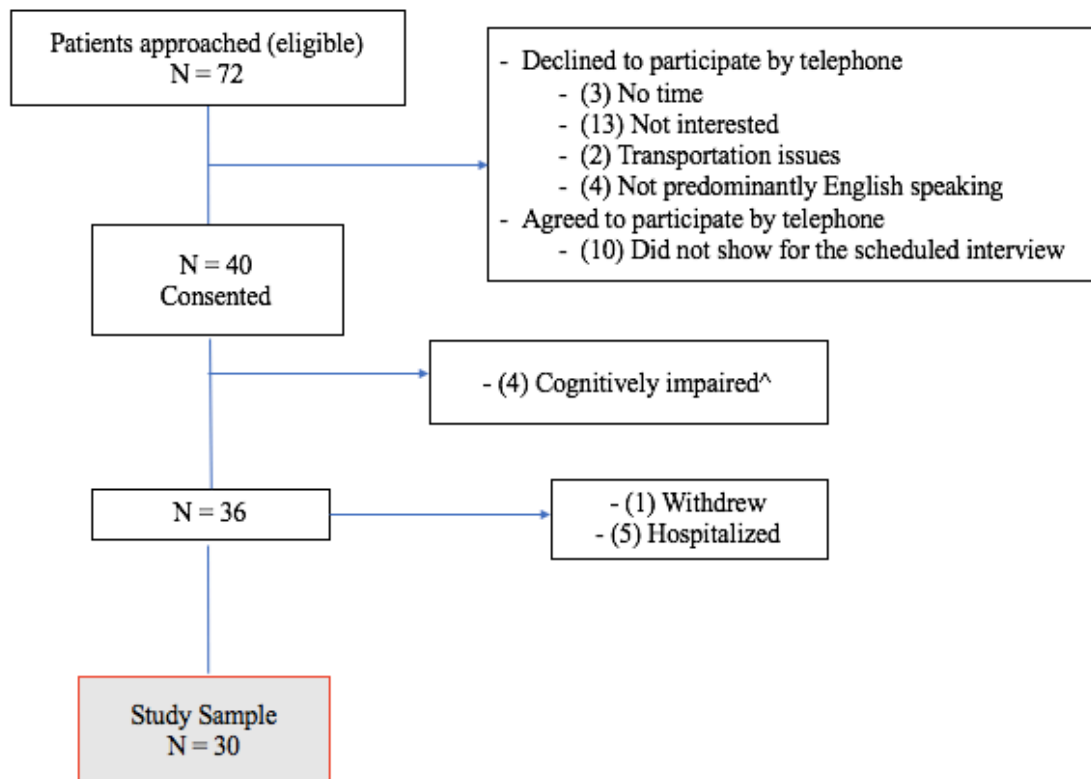 Patients approached (eligible)
N = 72
- Declined to participate by telephone
- (3) No time
- (13) Not interested
- (2) Transportation issues
- (4) Not predominantly English speaking
- Agreed to participate by telephone
- (10) Did not show for the scheduled interview
N = 40
Consented
- (4) Cognitively impaired^
N = 36
- (1) Withdrew
- (5) Hospitalized
Study Sample
N = 30